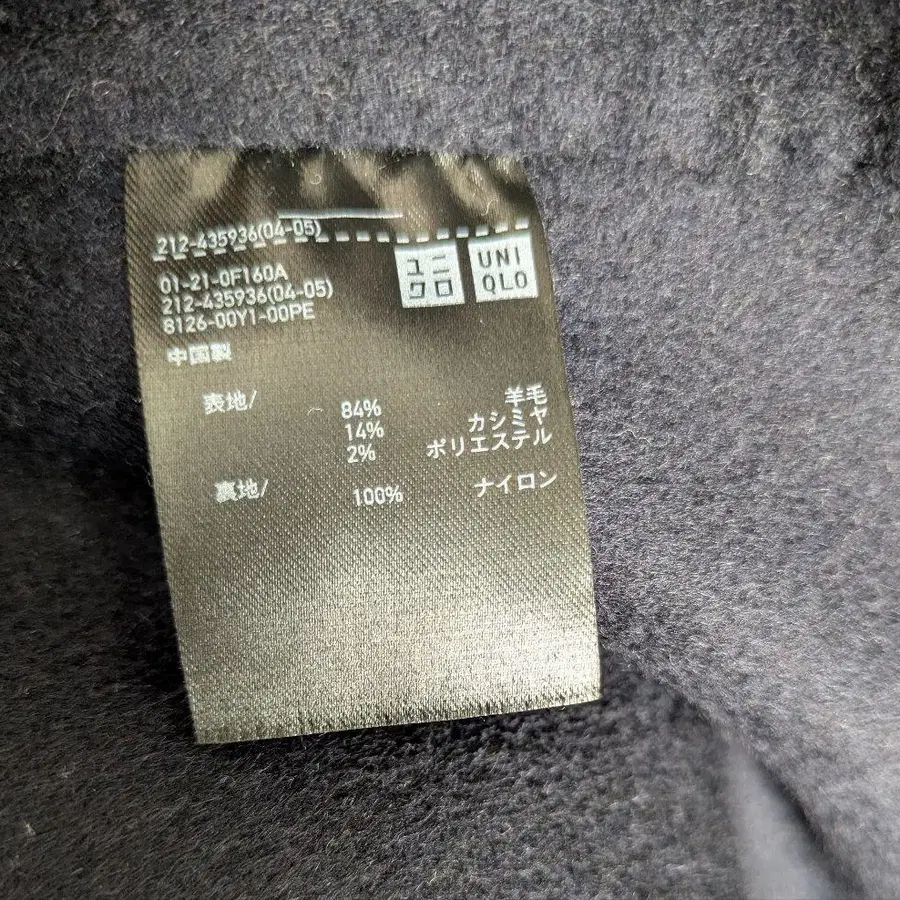 212-435936(04-05)
ユニクロ
UNIQLO
01-21-0F160A
212-435936(04-05)
8126-00Y1-00PE
中国製
表地/ 84% 羊毛
14% カシミヤ
2% ポリエステル
裏地/ 100% ナイロン